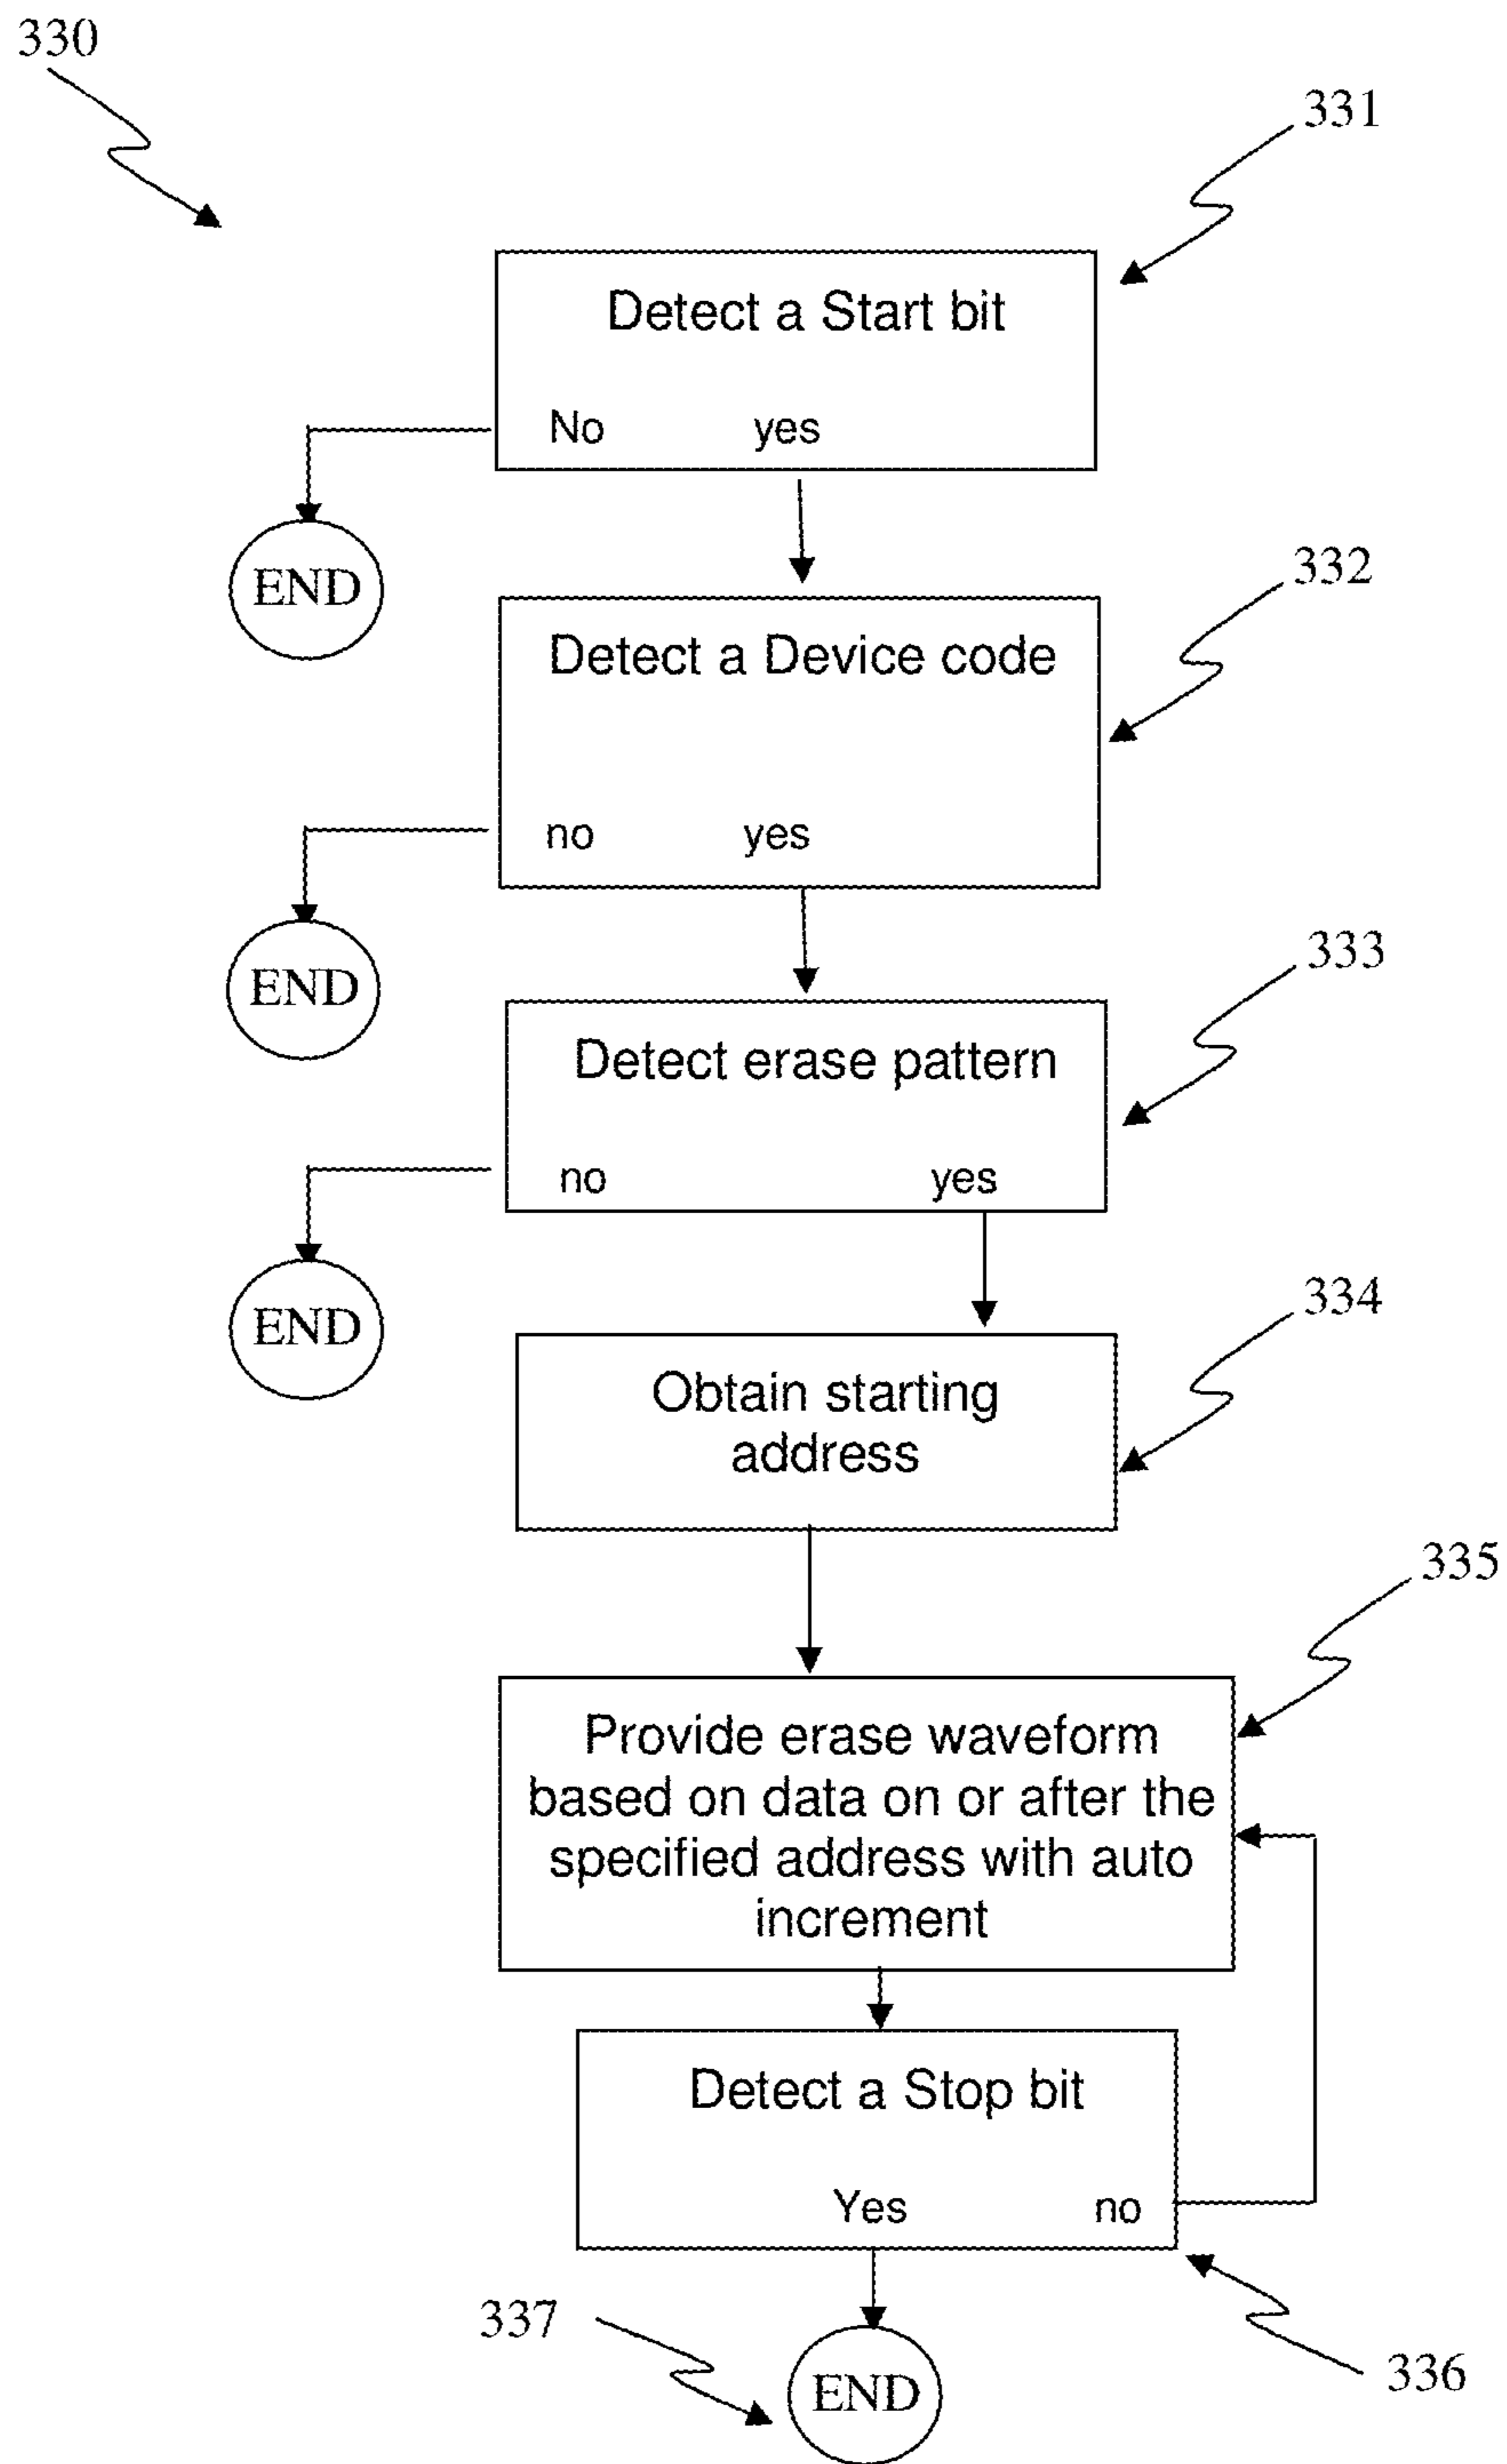 330
331
Detect a Start bit
No yes
END
332
Detect a Device code
no yes
END
333
Detect erase pattern
no yes
END
334
Obtain starting
address
335
Provide erase waveform
based on data on or after the
specified address with auto
increment
Detect a Stop bit
Yes no
337
336
END